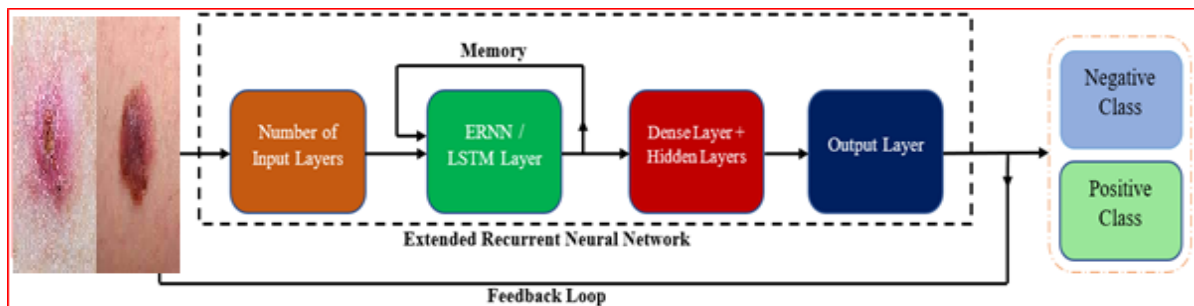 Memory
Number of
Input Layers
ERNN /
LSTM Layer
Dense Layer +
Hidden Layers
Output Layer
Negative
Class
Positive
Class
Extended Recurrent Neural Network
Feedback Loop